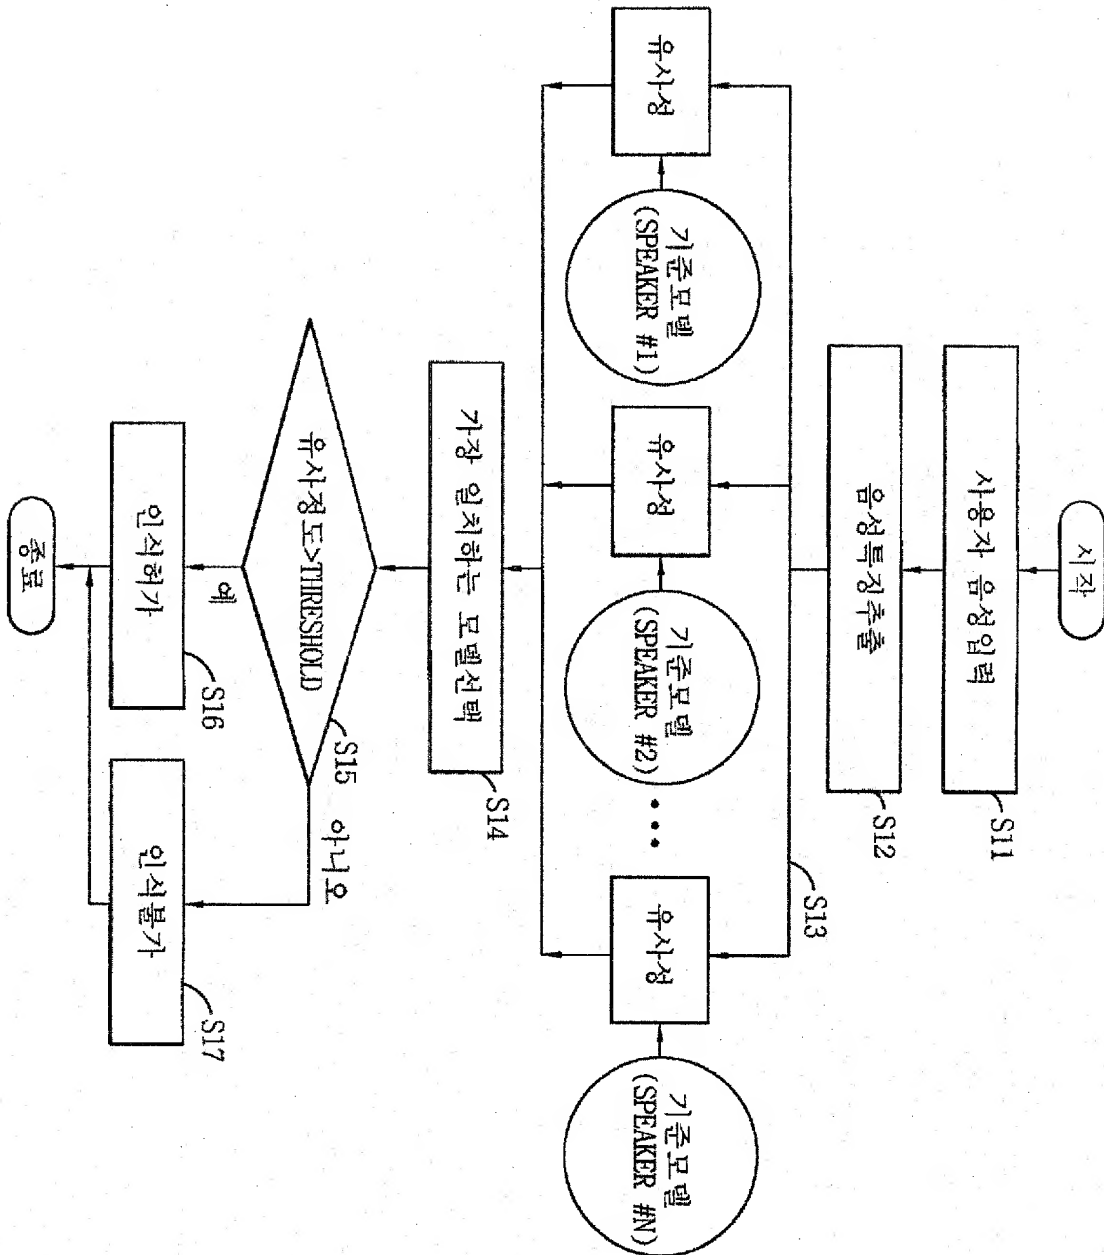 시작
사용자 음성입력
S11
음성특징추출
S12
S13
유사성
기준모델
(SPEAKER #1)
유사성
기준모델
(SPEAKER #2)
...
유사성
기준모델
(SPEAKER #N)
가장 일치하는 모델선택
S14
유사정도>THRESHOLD
S15
예
아니요
인식허가
S16
인식불가
S17
종료